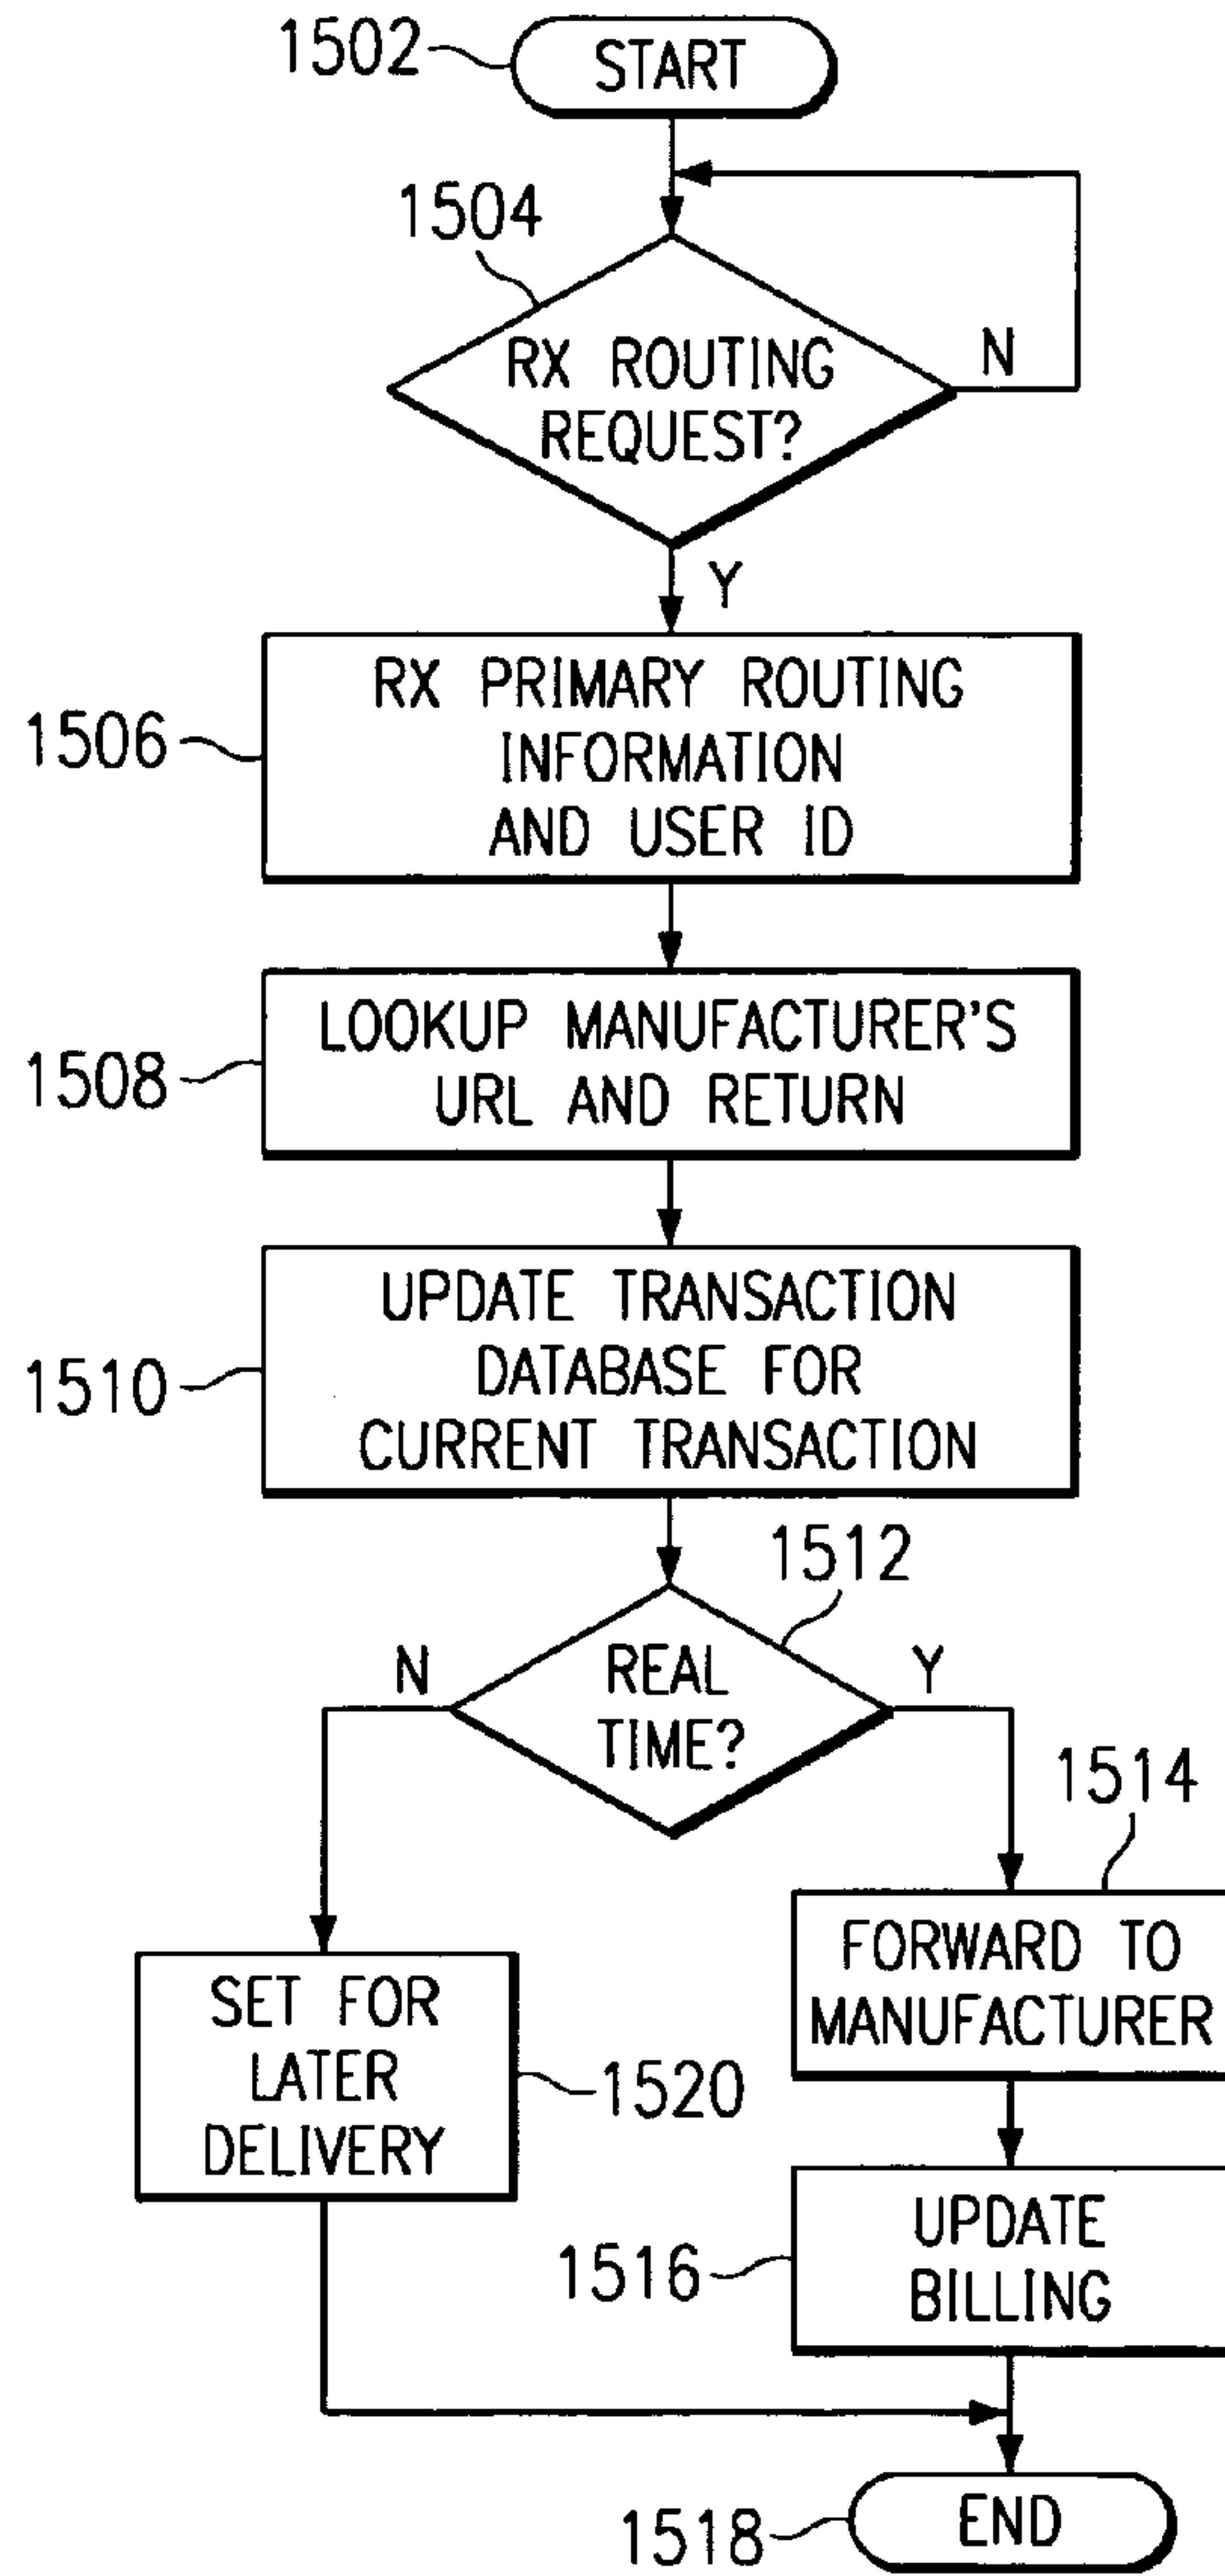 1502
START
1504
RX ROUTING
REQUEST?
N
Y
RX PRIMARY ROUTING
INFORMATION
AND USER ID
1506
LOOKUP MANUFACTURER'S
URL AND RETURN
1508
UPDATE TRANSACTION
DATABASE FOR
CURRENT TRANSACTION
1510
1512
N
REAL
TIME?
Y
1514
FORWARD TO
MANUFACTURER
SET FOR
LATER
DELIVERY
1520
UPDATE
BILLING
1516
END
1518